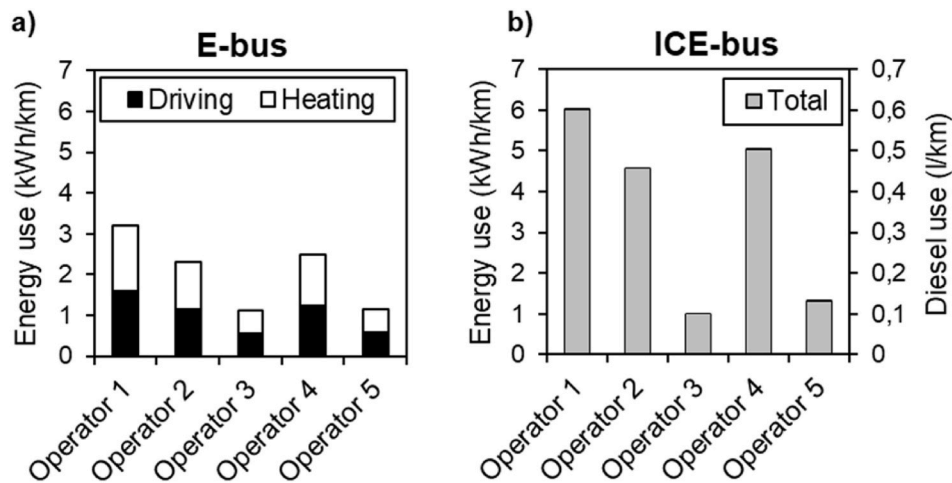 a)
E-bus
7
6
5
4
3
2
1
0
Energy use (kWh/km)
Driving Heating
Operator 1
Operator 2
Operator 3
Operator 4
Operator 5
b)
ICE-bus
7
6
5
4
3
2
1
0
Energy use (kWh/km)
Total
0,7
0,6
0,5
0,4
0,3
0,2
0,1
0
Diesel use (l/km)
Operator 1
Operator 2
Operator 3
Operator 4
Operator 5